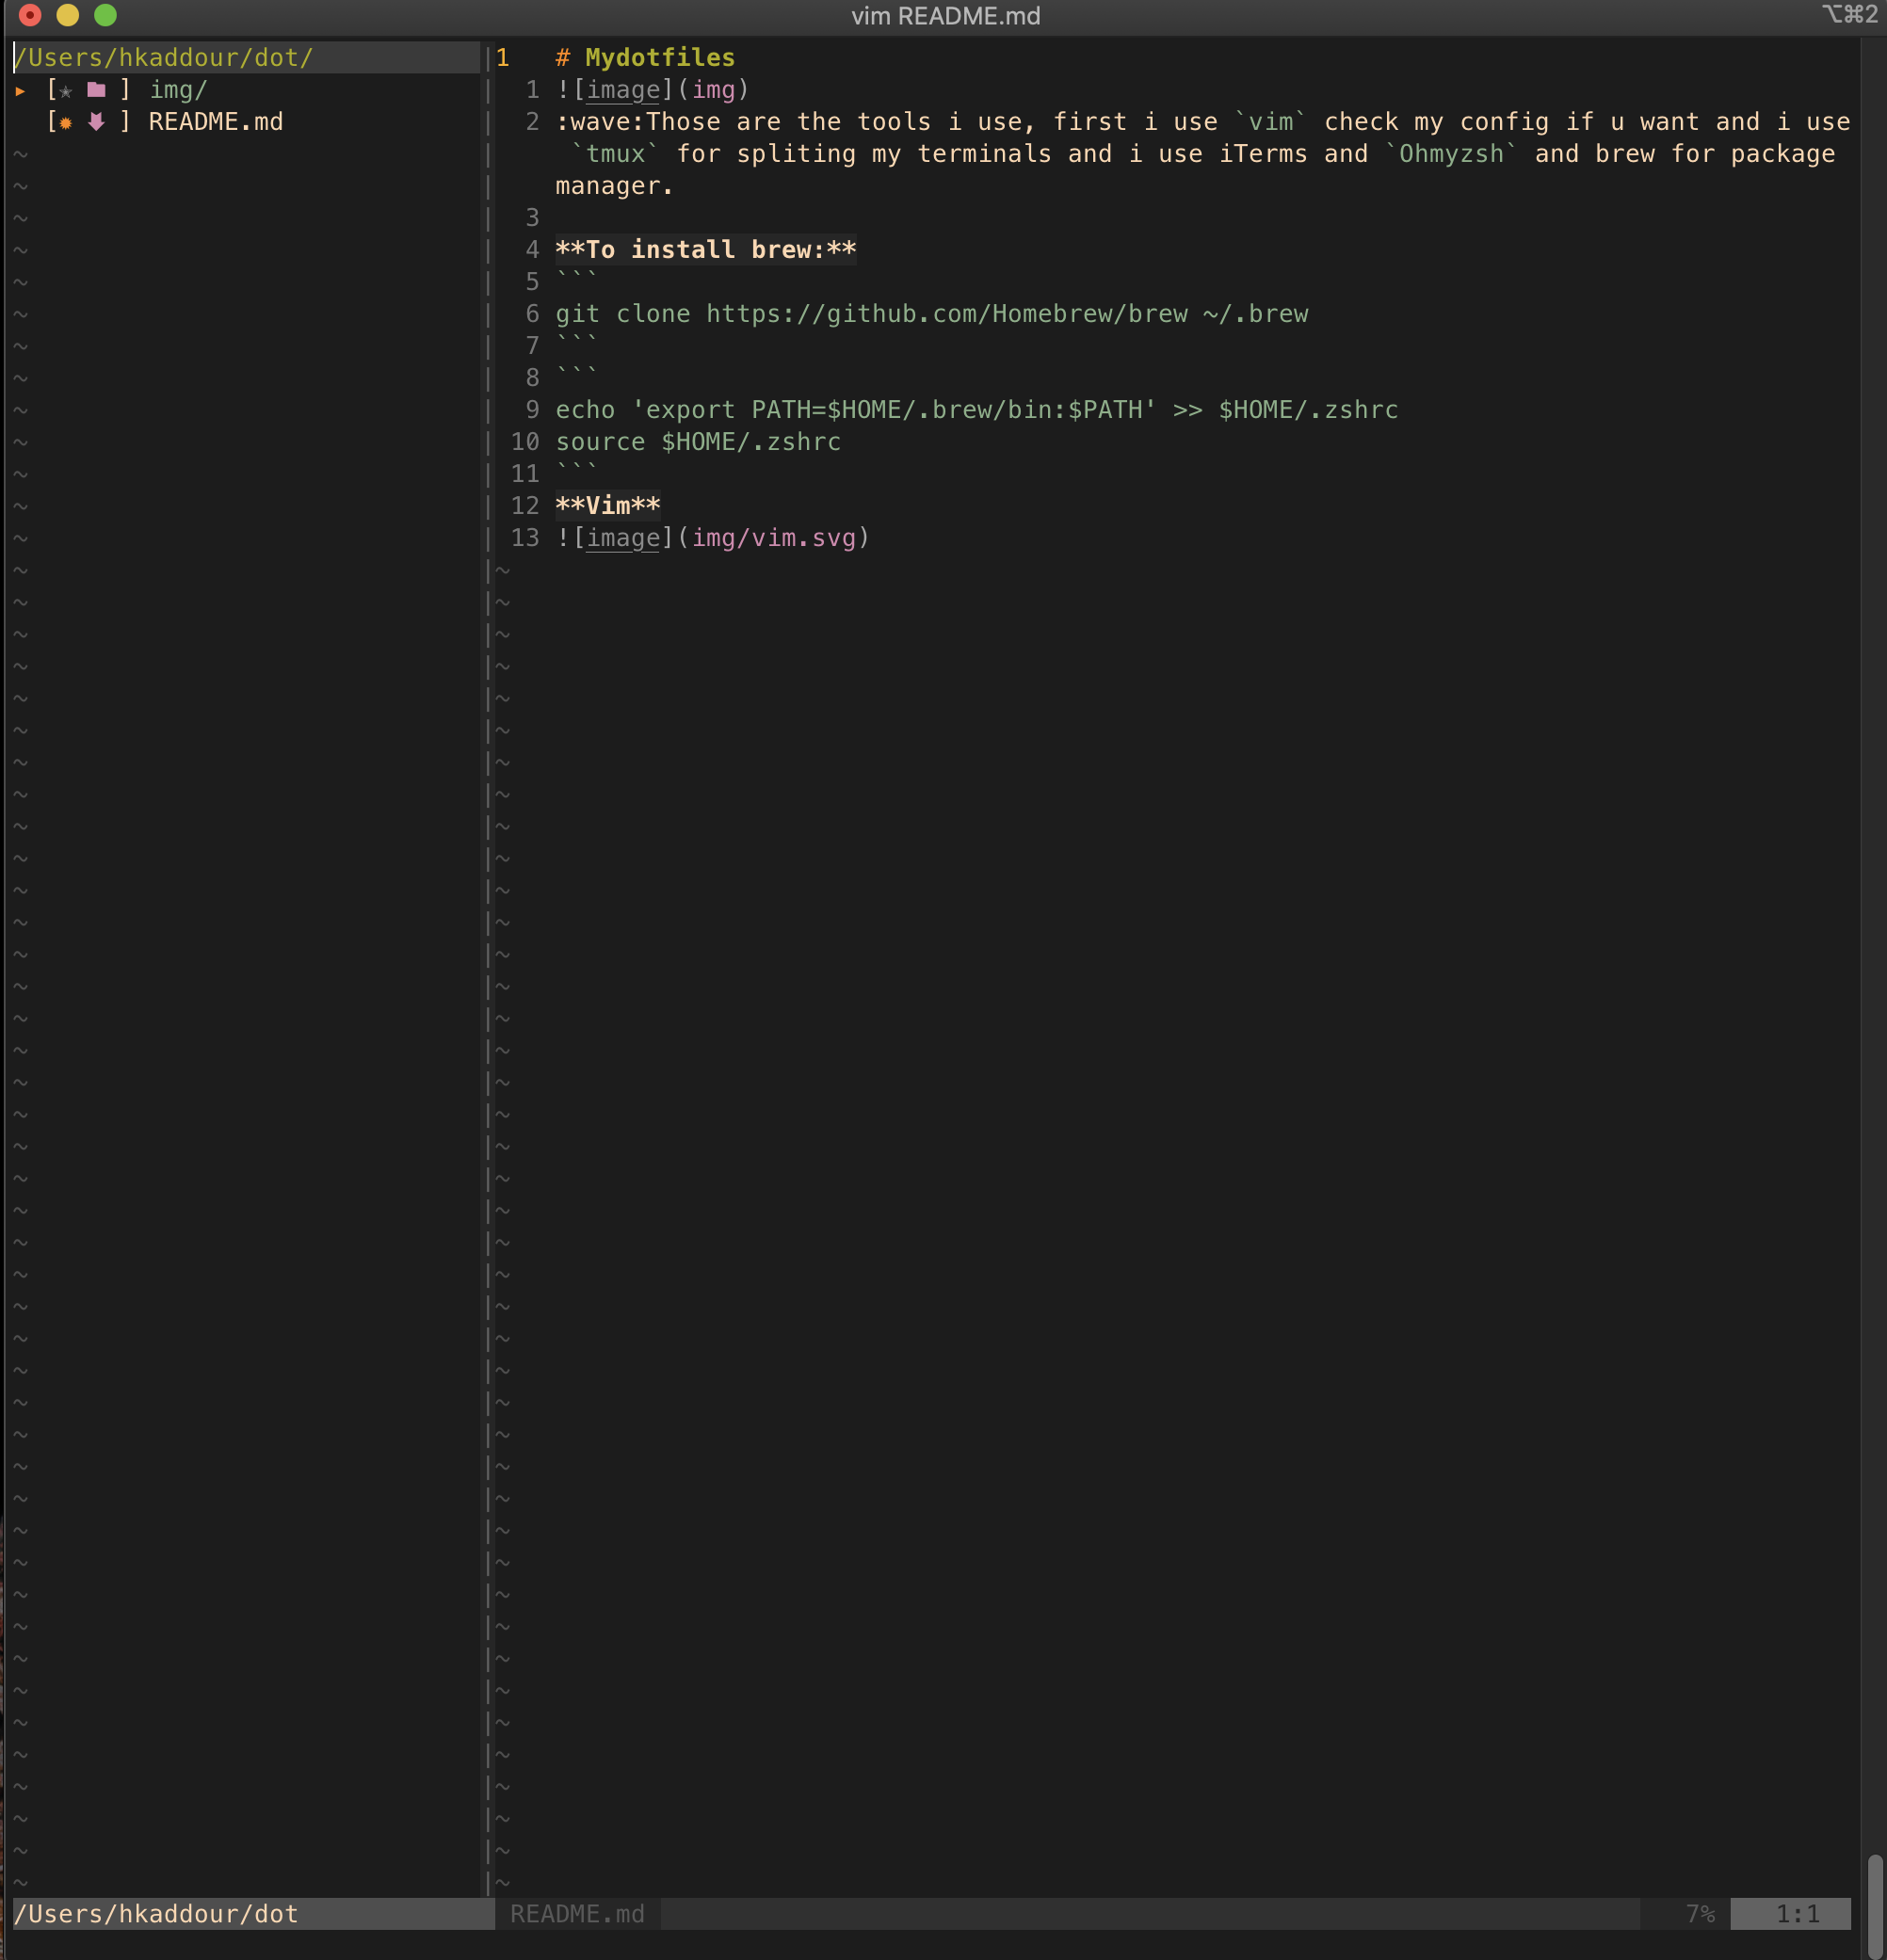 vim README.md
⌥⌘2
/Users/hkaddour/dot/
▸ [✭ ] img/
[✹ ] README.md
1 # Mydotfiles
1 ![image](img)
2 :wave:Those are the tools i use, first i use `vim` check my config if u want and i use
`tmux` for spliting my terminals and i use iTerms and `Ohmyzsh` and brew for package
manager.
3
4 **To install brew:**
5 ```
6 git clone https://github.com/Homebrew/brew ~/.brew
7 ```
8 ```
9 echo 'export PATH=$HOME/.brew/bin:$PATH' >> $HOME/.zshrc
10 source $HOME/.zshrc
11 ```
12 **Vim**
13 ![image](img/vim.svg)
/Users/hkaddour/dot
README.md
7% 1:1